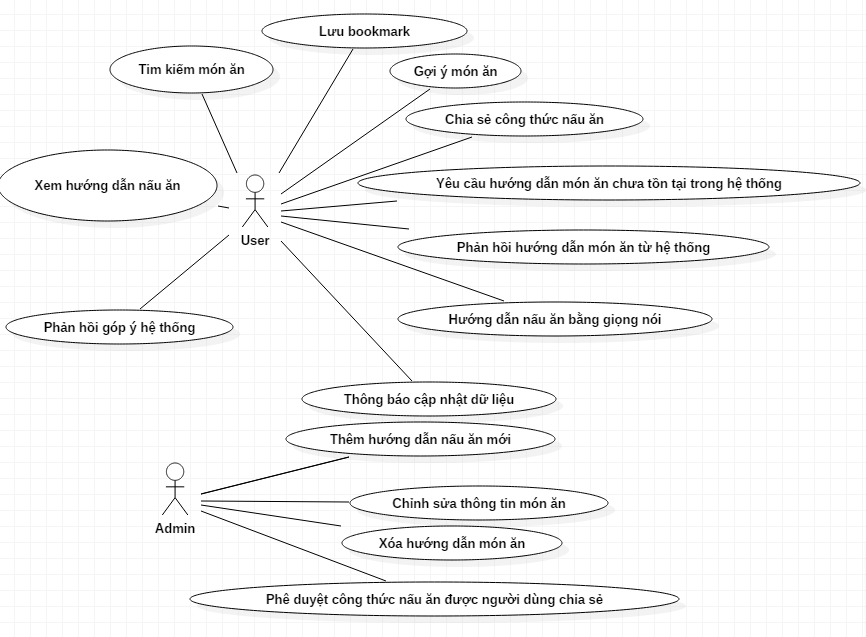 Lưu bookmark
Tìm kiếm món ăn
Gợi ý món ăn
Chia sẻ công thức nấu ăn
Xem hướng dẫn nấu ăn
Yêu cầu hướng dẫn món ăn chưa tồn tại trong hệ thống
User
Phản hồi hướng dẫn món ăn từ hệ thống
Hướng dẫn nấu ăn bằng giọng nói
Phản hồi góp ý hệ thống
Thông báo cập nhật dữ liệu
Thêm hướng dẫn nấu ăn mới
Chỉnh sửa thông tin món ăn
Admin
Xóa hướng dẫn món ăn
Phê duyệt công thức nấu ăn được người dùng chia sẻ